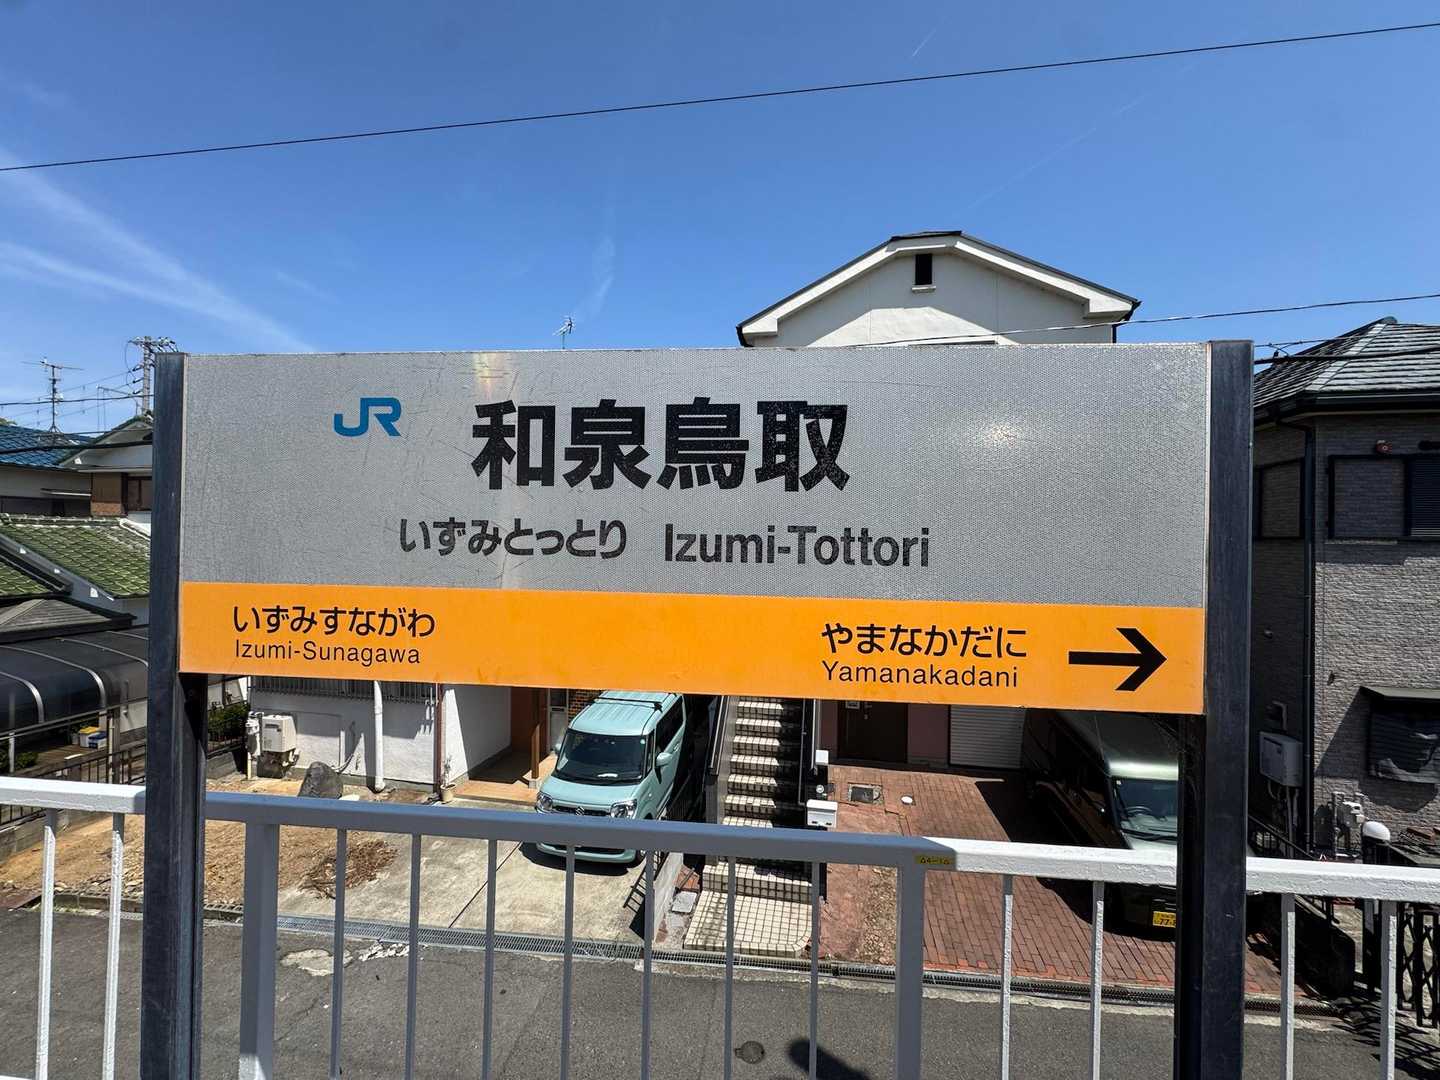 JR 和泉鳥取
いずみとっとり Izumi-Tottori
いずみすながわ やまなかだに →
Izumi-Sunagawa Yamanakadani